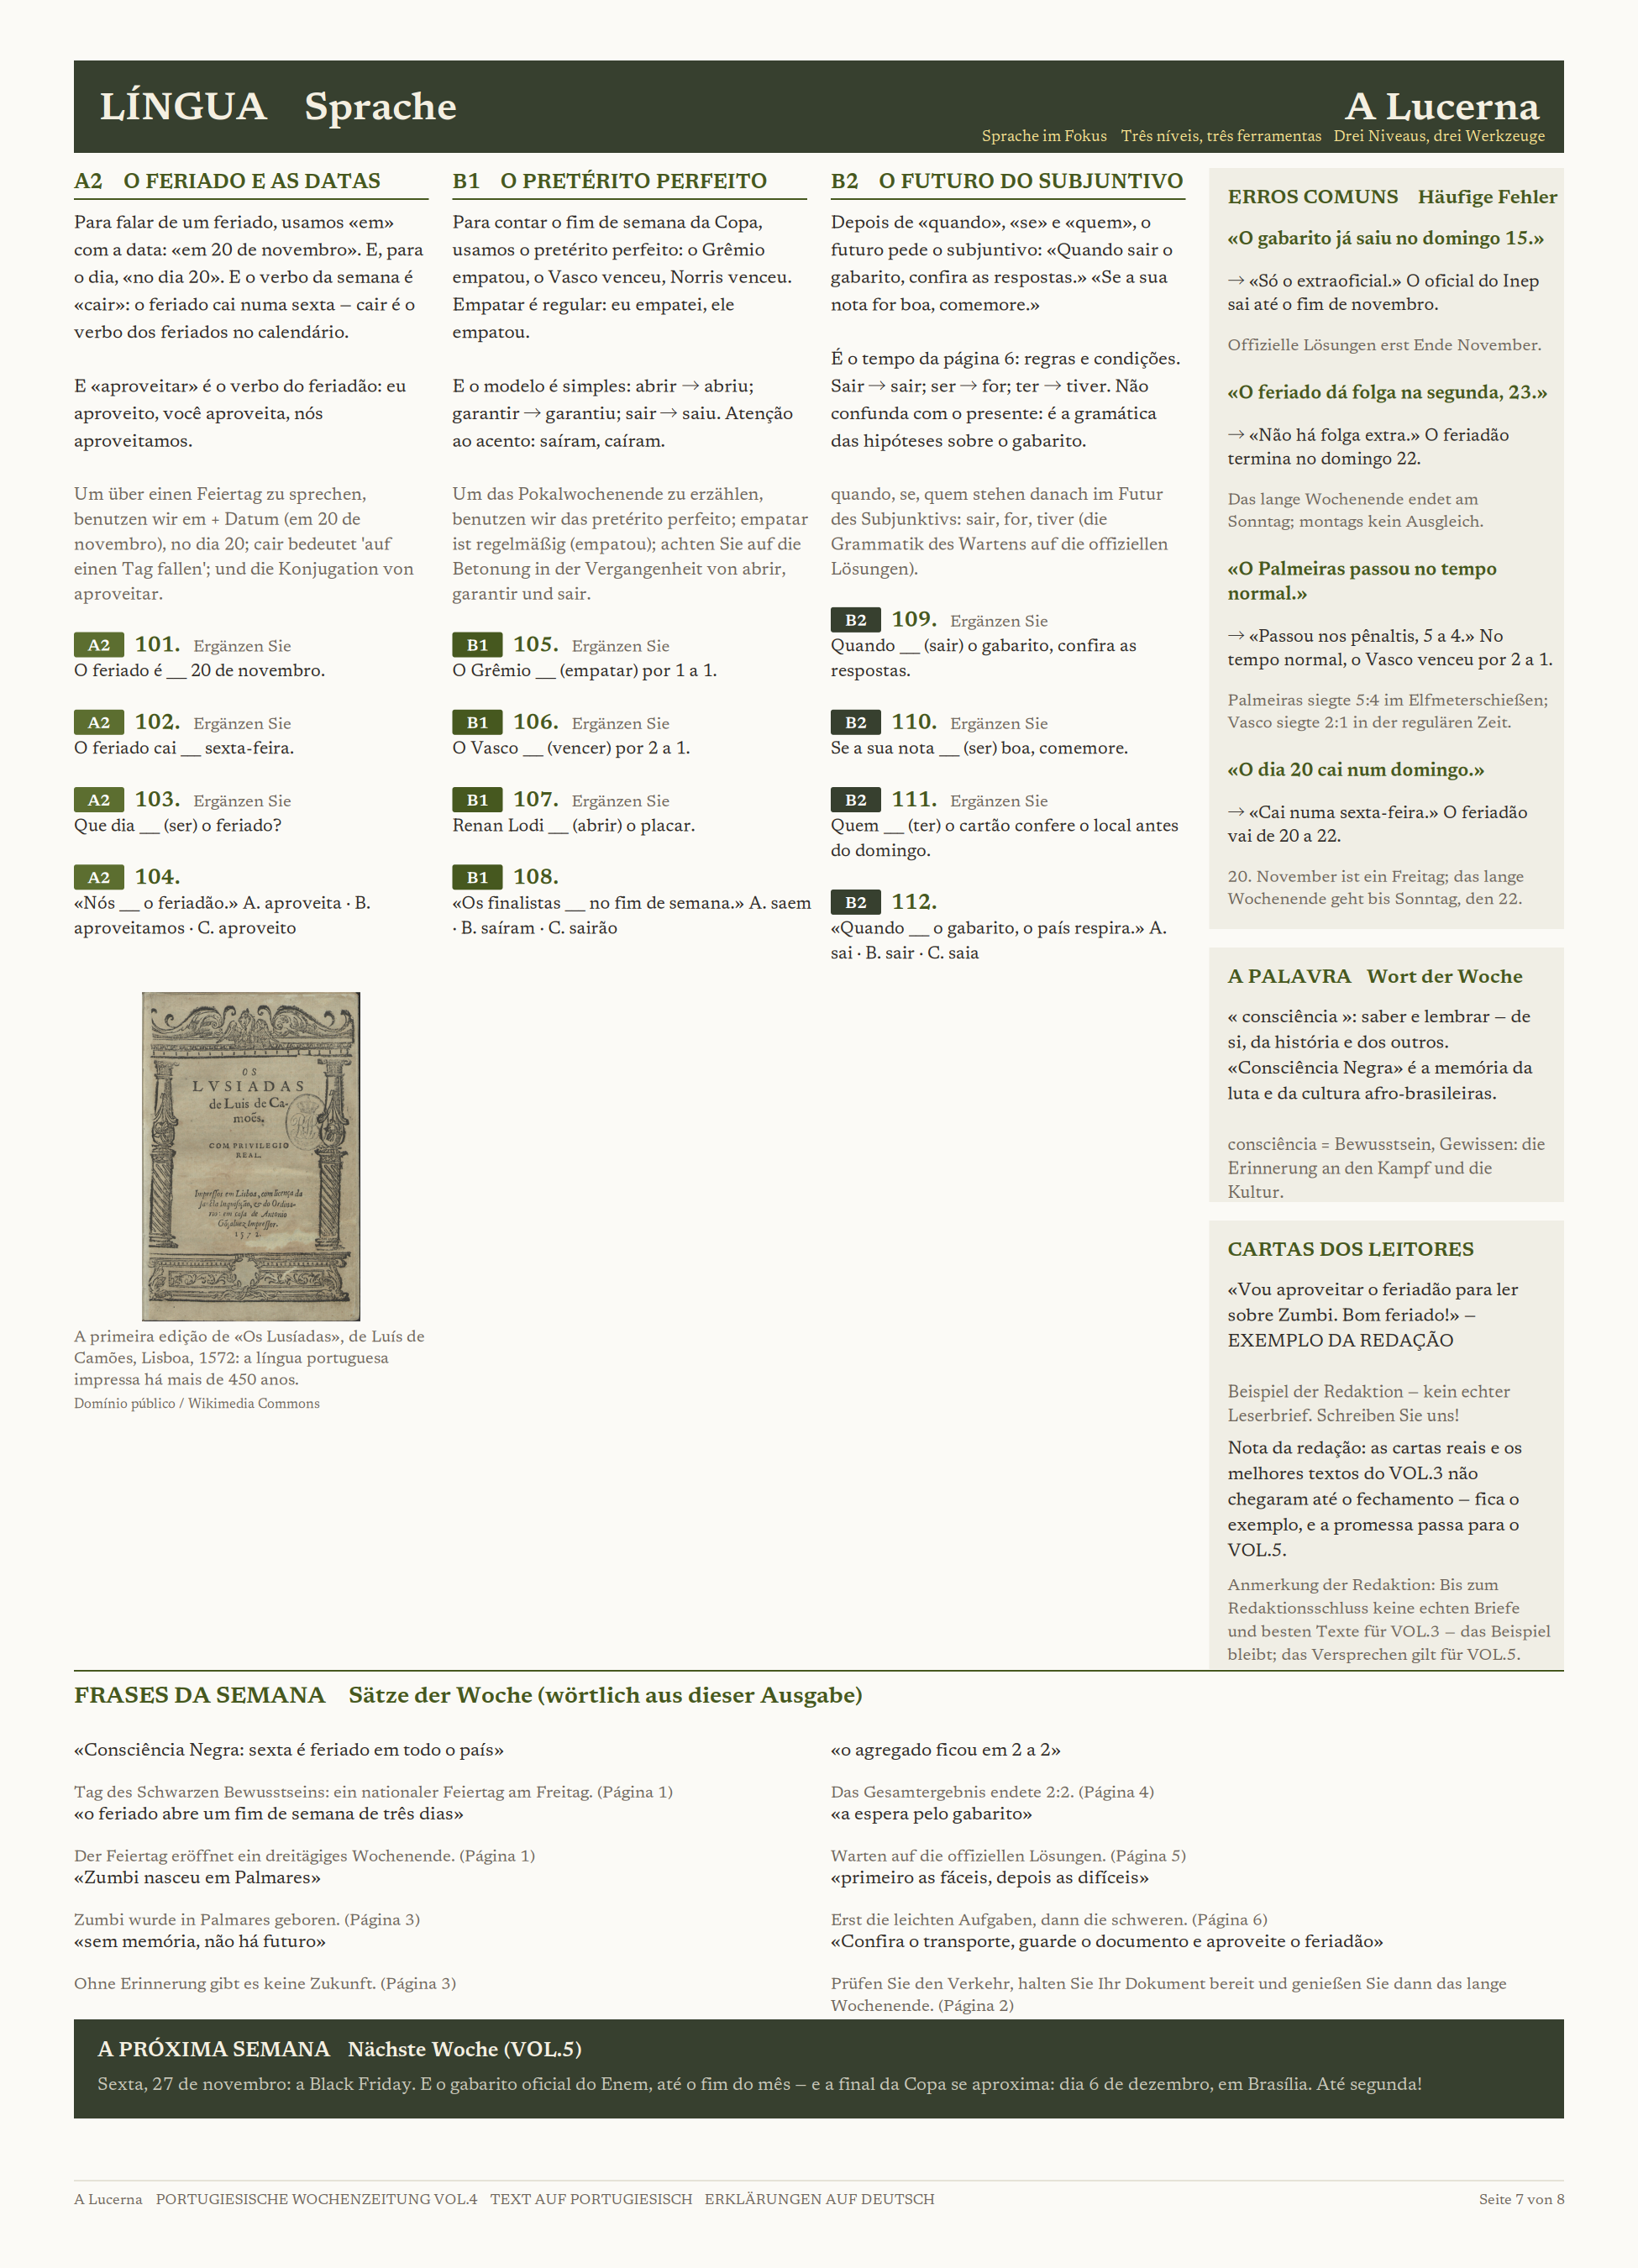 LÍNGUA Sprache
A Lucerna
Sprache im Fokus Três níveis, três ferramentas Drei Niveaus, drei Werkzeuge
A2 O FERIADO E AS DATAS
Para falar de um feriado, usamos «em»
com a data: «em 20 de novembro». E, para
o dia, «no dia 20». E o verbo da semana é
«cair»: o feriado cai numa sexta – cair é o
verbo dos feriados no calendário.
E «aproveitar» é o verbo do feriadão: eu
aproveito, você aproveita, nós
aproveitamos.
Um über einen Feiertag zu sprechen,
benutzen wir em + Datum (em 20 de
novembro), no dia 20; cair bedeutet 'auf
einen Tag fallen'; und die Konjugation von
aproveitar.
A2 101. Ergänzen Sie
O feriado é __ 20 de novembro.
A2 102. Ergänzen Sie
O feriado cai __ sexta-feira.
A2 103. Ergänzen Sie
Que dia __ (ser) o feriado?
A2 104.
«Nós __ o feriadão.» A. aproveita · B.
aproveitamos · C. aproveito
OS
LVSIADAS
de Luis de Ca-
moẽs.
COM PRIVILEGIO
REAL.
Impressos em Lisboa, com licença da
1572
A primeira edição de «Os Lusíadas», de Luís de
Camões, Lisboa, 1572: a língua portuguesa
impressa há mais de 450 anos.
Domínio público / Wikimedia Commons
B1 O PRETÉRITO PERFEITO
Para contar o fim de semana da Copa,
usamos o pretérito perfeito: o Grêmio
empatou, o Vasco venceu, Norris venceu.
Empatar é regular: eu empatei, ele
empatou.
E o modelo é simples: abrir → abriu;
garantir → garantiu; sair → saiu. Atenção
ao acento: saíram, caíram.
Um das Pokalwochenende zu erzählen,
benutzen wir das pretérito perfeito; empatar
ist regelmäßig (empatou); achten Sie auf die
Betonung in der Vergangenheit von abrir,
garantir und sair.
B1 105. Ergänzen Sie
O Grêmio __ (empatar) por 1 a 1.
B1 106. Ergänzen Sie
O Vasco __ (vencer) por 2 a 1.
B1 107. Ergänzen Sie
Renan Lodi __ (abrir) o placar.
B1 108.
«Os finalistas __ no fim de semana.» A. saem
· B. saíram · C. sairão
B2 O FUTURO DO SUBJUNTIVO
Depois de «quando», «se» e «quem», o
futuro pede o subjuntivo: «Quando sair o
gabarito, confira as respostas.» «Se a sua
nota for boa, comemore.»
É o tempo da página 6: regras e condições.
Sair → sair; ser → for; ter → tiver. Não
confunda com o presente: é a gramática
das hipóteses sobre o gabarito.
quando, se, quem stehen danach im Futur
des Subjunktivs: sair, for, tiver (die
Grammatik des Wartens auf die offiziellen
Lösungen).
B2 109. Ergänzen Sie
Quando __ (sair) o gabarito, confira as
respostas.
B2 110. Ergänzen Sie
Se a sua nota __ (ser) boa, comemore.
B2 111. Ergänzen Sie
Quem __ (ter) o cartão confere o local antes
do domingo.
B2 112.
«Quando __ o gabarito, o país respira.» A.
sai · B. sair · C. saia
ERROS COMUNS Häufige Fehler
«O gabarito já saiu no domingo 15.»
→ «Só o extraoficial.» O oficial do Inep
sai até o fim de novembro.
Offizielle Lösungen erst Ende November.
«O feriado dá folga na segunda, 23.»
→ «Não há folga extra.» O feriadão
termina no domingo 22.
Das lange Wochenende endet am
Sonntag; montags kein Ausgleich.
«O Palmeiras passou no tempo
normal.»
→ «Passou nos pênaltis, 5 a 4.» No
tempo normal, o Vasco venceu por 2 a 1.
Palmeiras siegte 5:4 im Elfmeterschießen;
Vasco siegte 2:1 in der regulären Zeit.
«O dia 20 cai num domingo.»
→ «Cai numa sexta-feira.» O feriadão
vai de 20 a 22.
20. November ist ein Freitag; das lange
Wochenende geht bis Sonntag, den 22.
A PALAVRA Wort der Woche
« consciência »: saber e lembrar – de
si, da história e dos outros.
«Consciência Negra» é a memória da
luta e da cultura afro-brasileiras.
consciência = Bewusstsein, Gewissen: die
Erinnerung an den Kampf und die
Kultur.
CARTAS DOS LEITORES
«Vou aproveitar o feriadão para ler
sobre Zumbi. Bom feriado!» –
EXEMPLO DA REDAÇÃO
Beispiel der Redaktion – kein echter
Leserbrief. Schreiben Sie uns!
Nota da redação: as cartas reais e os
melhores textos do VOL.3 não
chegaram até o fechamento – fica o
exemplo, e a promessa passa para o
VOL.5.
Anmerkung der Redaktion: Bis zum
Redaktionsschluss keine echten Briefe
und besten Texte für VOL.3 – das Beispiel
bleibt; das Versprechen gilt für VOL.5.
FRASES DA SEMANA Sätze der Woche (wörtlich aus dieser Ausgabe)
«Consciência Negra: sexta é feriado em todo o país»
Tag des Schwarzen Bewusstseins: ein nationaler Feiertag am Freitag. (Página 1)
«o feriado abre um fim de semana de três dias»
Der Feiertag eröffnet ein dreitägiges Wochenende. (Página 1)
«Zumbi nasceu em Palmares»
Zumbi wurde in Palmares geboren. (Página 3)
«sem memória, não há futuro»
Ohne Erinnerung gibt es keine Zukunft. (Página 3)
«o agregado ficou em 2 a 2»
Das Gesamtergebnis endete 2:2. (Página 4)
«a espera pelo gabarito»
Warten auf die offiziellen Lösungen. (Página 5)
«primeiro as fáceis, depois as difíceis»
Erst die leichten Aufgaben, dann die schweren. (Página 6)
«Confira o transporte, guarde o documento e aproveite o feriadão»
Prüfen Sie den Verkehr, halten Sie Ihr Dokument bereit und genießen Sie dann das lange
Wochenende. (Página 2)
A PRÓXIMA SEMANA Nächste Woche (VOL.5)
Sexta, 27 de novembro: a Black Friday. E o gabarito oficial do Enem, até o fim do mês – e a final da Copa se aproxima: dia 6 de dezembro, em Brasília. Até segunda!
A Lucerna PORTUGIESISCHE WOCHENZEITUNG VOL.4 TEXT AUF PORTUGIESISCH ERKLÄRUNGEN AUF DEUTSCH
Seite 7 von 8